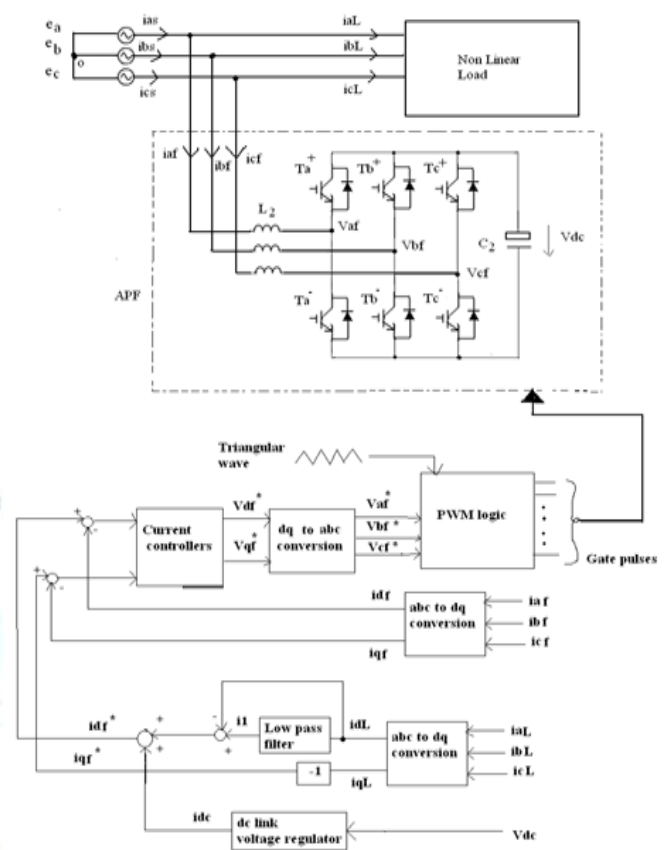 ea ias iaL
eb ibs ibL Non Linear
Load
o
ec ics icL
iaf ibf icf
Ta+ Tb+ Tc+
L2
Vaf
Vbf C2 Vdc
Vcf
APF
Ta- Tb- Tc-
Triangular
wave
Vdf* Vaf*
+ - Current
controllers dq to abc
conversion Vbf* PWM logic
Vqf* Vcf*
+ -
Gate pulses
idf abc to dq
conversion iaf
ibf
iqf icf
idf* + + - i1 + Low pass
filter idL abc to dq
conversion iaL
iqf* -1 iqL ibL
icL
idc dc link
voltage regulator Vdc